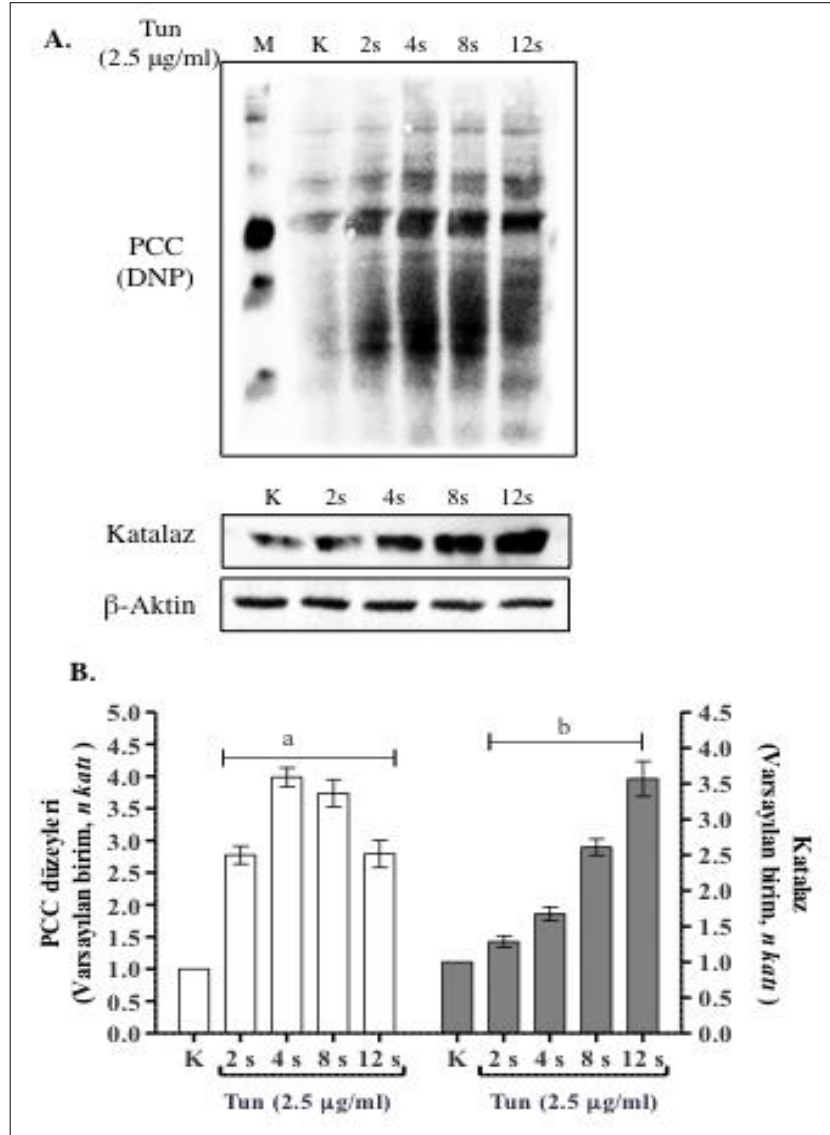 A.
Tun
(2.5 µg/ml)
M K 2s 4s 8s 12s
PCC
(DNP)
K 2s 4s 8s 12s
Katalaz
β-Aktin
B.
PCC düzeyleri
(Varsayılan birim, n katı )
5.0
4.5
4.0
3.5
3.0
2.5
2.0
1.5
1.0
0.5
0.0
a
b
4.5
4.0
3.5
3.0
2.5
2.0
1.5
1.0
0.5
0.0
Katalaz
(Varsayılan birim, n katı )
K 2 s 4 s 8 s 12 s K 2 s 4 s 8 s 12 s
Tun (2.5 µg/ml) Tun (2.5 µg/ml)